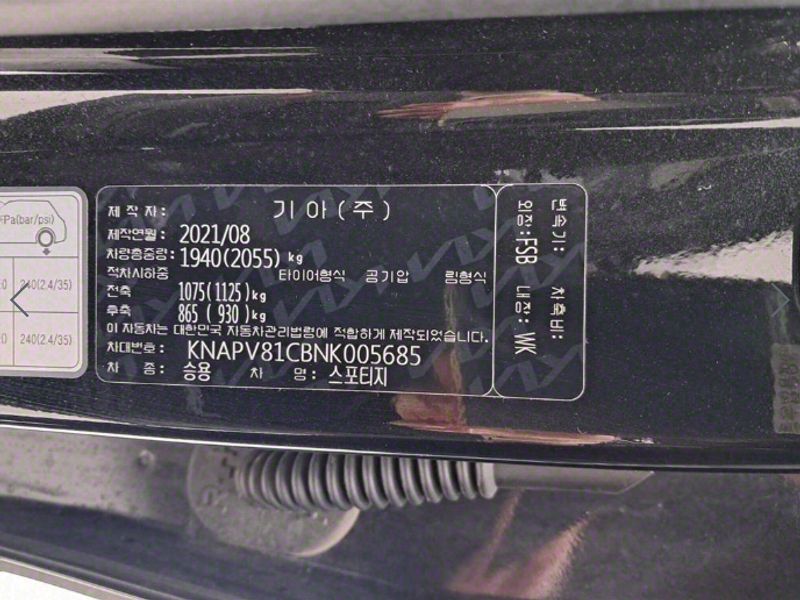 Pa(bar/psi)
240(2.4/35)
240(2.4/35)
제 작 자: 기 아 (주)
제작연월: 2021/08
차량총중량: 1940(2055) kg
적차시하중 타이어형식 공기압 림형식
전축 1075(1125)kg
후축 865( 930)kg
이 자동차는 대한민국 자동차관리법령에 적합하게 제작되었습니다.
차대번호: KNAPV81CBNK005685
차 종: 승용 차 명: 스포티지
변속기: 차축비:
외장: FSB 내장: WK